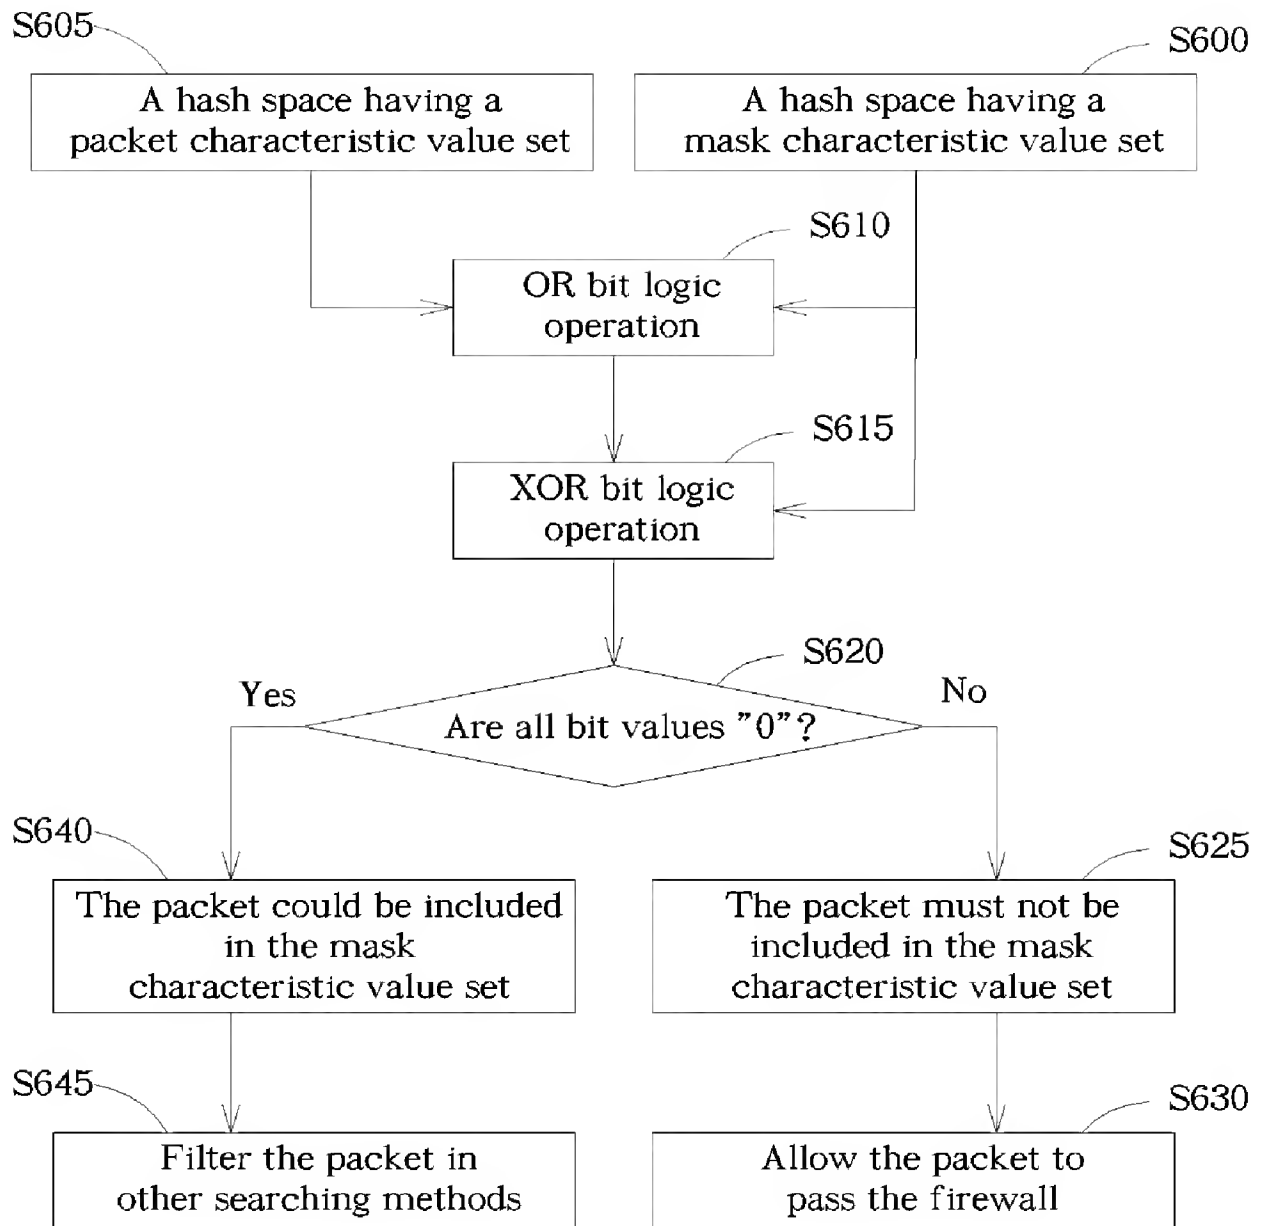 S605
S600
A hash space having a
packet characteristic value set
A hash space having a
mask characteristic value set
S610
OR bit logic
operation
S615
XOR bit logic
operation
S620
Yes
No
Are all bit values "0"?
S640
S625
The packet could be included
in the mask
characteristic value set
The packet must not be
included in the mask
characteristic value set
S645
S630
Filter the packet in
other searching methods
Allow the packet to
pass the firewall